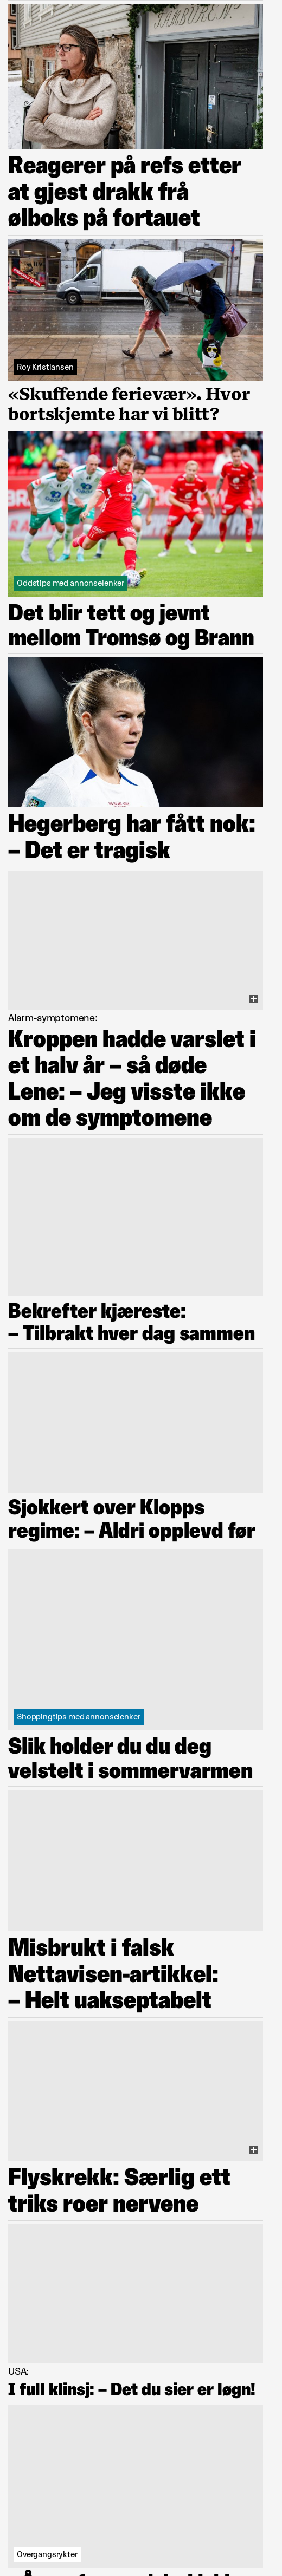 Reagerer på refs etter
at gjest drakk frå
ølboks på fortauet
Roy Kristiansen
«Skuffende ferievær». Hvor
bortskjemte har vi blitt?
Oddstips med annonselenker
Det blir tett og jevnt
mellom Tromsø og Brann
Hegerberg har fått nok:
– Det er tragisk
Alarm-symptomene:
Kroppen hadde varslet i
et halv år – så døde
Lene: – Jeg visste ikke
om de symptomene
Bekrefter kjæreste:
– Tilbrakt hver dag sammen
Sjokkert over Klopps
regime: – Aldri opplevd før
Shoppingtips med annonselenker
Slik holder du du deg
velstelt i sommervarmen
Misbrukt i falsk
Nettavisen-artikkel:
– Helt uakseptabelt
Flyskrekk: Særlig ett
triks roer nervene
USA:
I full klinsj: – Det du sier er løgn!
Overgangsrykter